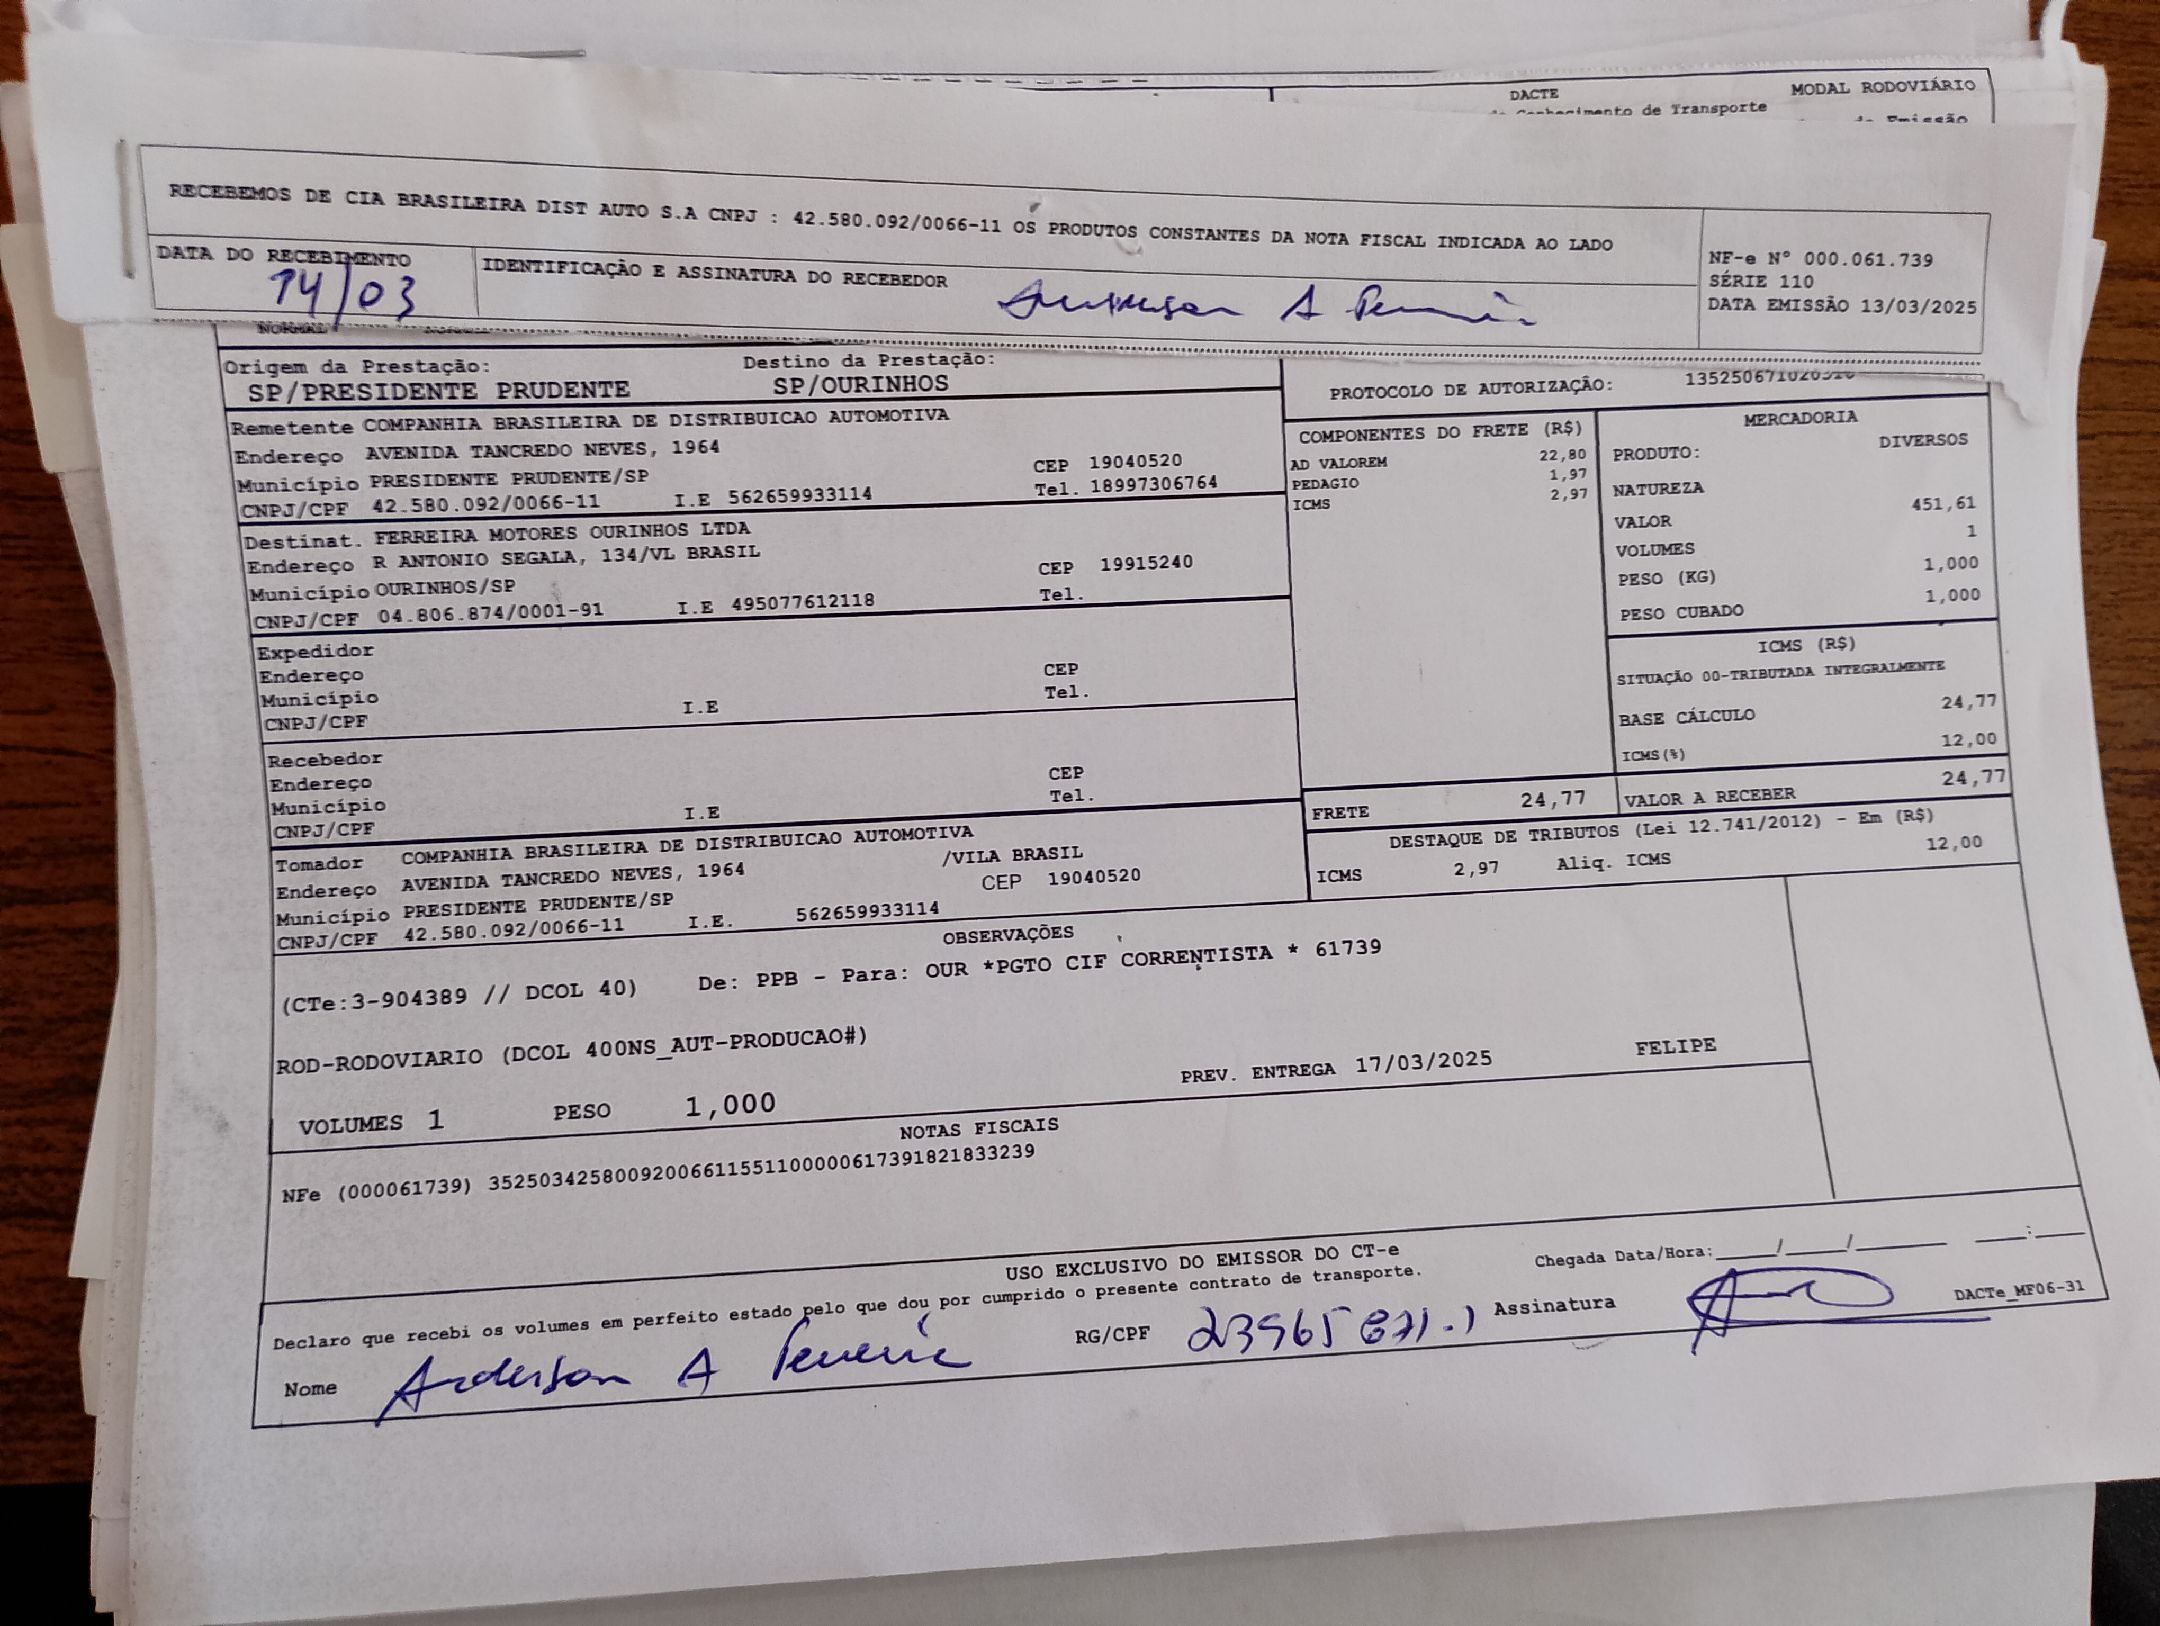 DACTE
MODAL RODOVIÁRIO
Conhecimento de Transporte
Emissão
RECEBEMOS DE CIA BRASILEIRA DIST AUTO S.A CNPJ : 42.580.092/0066-11 OS PRODUTOS CONSTANTES DA NOTA FISCAL INDICADA AO LADO
DATA DO RECEBIMENTO
14/03
IDENTIFICAÇÃO E ASSINATURA DO RECEBEDOR
NF-e Nº 000.061.739
SÉRIE 110
DATA EMISSÃO 13/03/2025
NORMAL
Origem da Prestação:
SP/PRESIDENTE PRUDENTE
Destino da Prestação:
SP/OURINHOS
PROTOCOLO DE AUTORIZAÇÃO:
Remetente COMPANHIA BRASILEIRA DE DISTRIBUICAO AUTOMOTIVA
Endereço AVENIDA TANCREDO NEVES, 1964
Município PRESIDENTE PRUDENTE/SP CEP 19040520
CNPJ/CPF 42.580.092/0066-11 I.E 562659933114 Tel. 18997306764
Destinat. FERREIRA MOTORES OURINHOS LTDA
Endereço R ANTONIO SEGALA, 134/VL BRASIL
Município OURINHOS/SP CEP 19915240
CNPJ/CPF 04.806.874/0001-91 I.E 495077612118 Tel.
Expedidor
Endereço
Município CEP
CNPJ/CPF I.E Tel.
Recebedor
Endereço
Município CEP
CNPJ/CPF I.E Tel.
Tomador COMPANHIA BRASILEIRA DE DISTRIBUICAO AUTOMOTIVA
Endereço AVENIDA TANCREDO NEVES, 1964 /VILA BRASIL
Município PRESIDENTE PRUDENTE/SP CEP 19040520
CNPJ/CPF 42.580.092/0066-11 I.E. 562659933114
COMPONENTES DO FRETE (R$)
AD VALOREM 22,80
PEDAGIO 1,97
ICMS 2,97
MERCADORIA
PRODUTO: DIVERSOS
NATUREZA
VALOR 451,61
VOLUMES 1
PESO (KG) 1,000
PESO CUBADO 1,000
ICMS (R$)
SITUAÇÃO 00-TRIBUTADA INTEGRALMENTE
BASE CÁLCULO 24,77
ICMS(%) 12,00
FRETE 24,77
VALOR A RECEBER 24,77
DESTAQUE DE TRIBUTOS (Lei 12.741/2012) - Em (R$)
ICMS 2,97 Aliq. ICMS 12,00
OBSERVAÇÕES
(CTe:3-904389 // DCOL 40) De: PPB - Para: OUR *PGTO CIF CORRENTISTA * 61739
ROD-RODOVIARIO (DCOL 400NS_AUT-PRODUCAO#)
PREV. ENTREGA 17/03/2025 FELIPE
VOLUMES 1 PESO 1,000
NOTAS FISCAIS
NFe (000061739) 35250342580092006611551100000617391821833239
USO EXCLUSIVO DO EMISSOR DO CT-e
Declaro que recebi os volumes em perfeito estado pelo que dou por cumprido o presente contrato de transporte.
Chegada Data/Hora:____/____/______ ___:___
Nome Anderson A
RG/CPF
Assinatura
DACTe_MF06-31